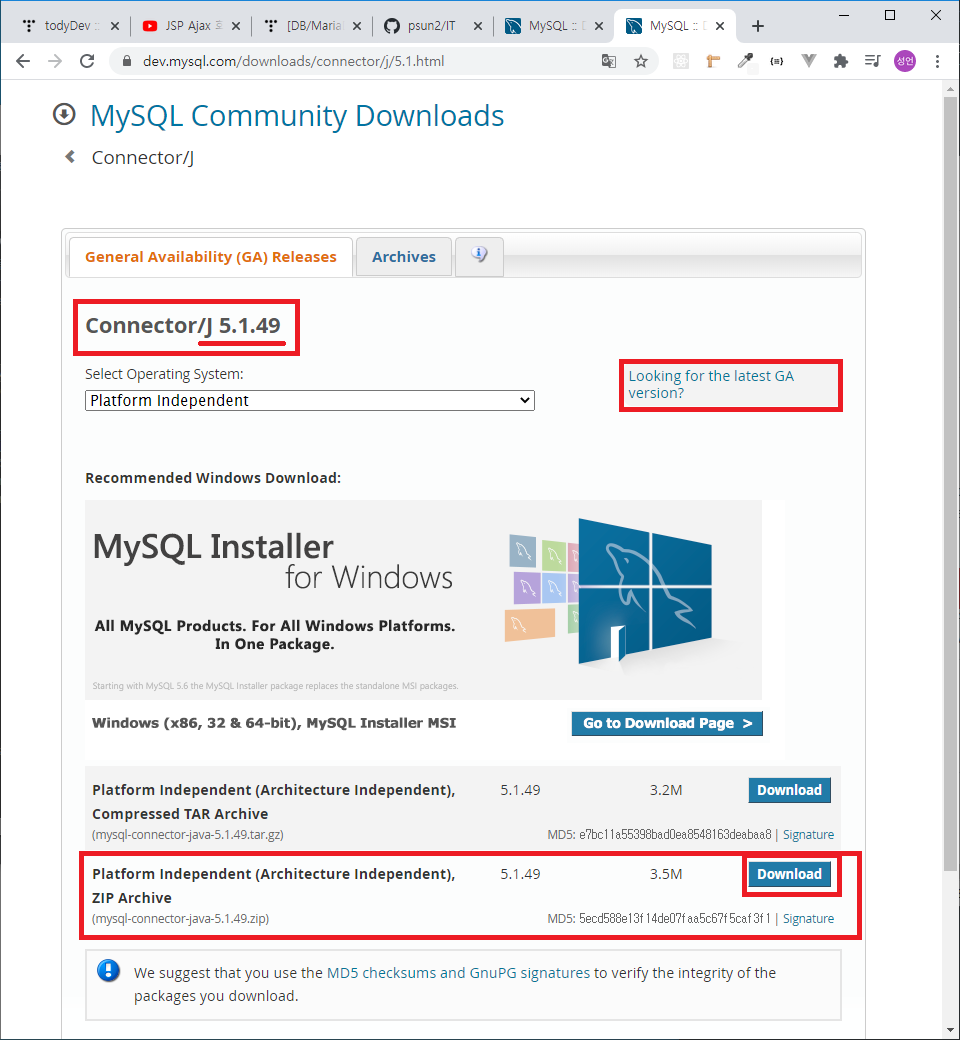 todyDev ::
JSP Ajax
[DB/Maria
psun2/IT
MySQL :: D
MySQL :: D
dev.mysql.com/downloads/connector/j/5.1.html
성언
MySQL Community Downloads
Connector/J
General Availability (GA) Releases
Archives
Connector/J 5.1.49
Select Operating System:
Looking for the latest GA
version?
Platform Independent
Recommended Windows Download:
MySQL Installer
for Windows
All MySQL Products. For All Windows Platforms.
In One Package.
Starting with MySQL 5.6 the MySQL Installer package replaces the standalone MSI packages.
Windows (x86, 32 & 64-bit), MySQL Installer MSI
Go to Download Page >
Platform Independent (Architecture Independent), 5.1.49 3.2M Download
Compressed TAR Archive
(mysql-connector-java-5.1.49.tar.gz) MD5: e7bc11a55398bad0ea8548163deabaa8 | Signature
Platform Independent (Architecture Independent), 5.1.49 3.5M Download
ZIP Archive
(mysql-connector-java-5.1.49.zip) MD5: 5ecd588e13f14de07faa5c67f5caf3f1 | Signature
We suggest that you use the MD5 checksums and GnuPG signatures to verify the integrity of the
packages you download.